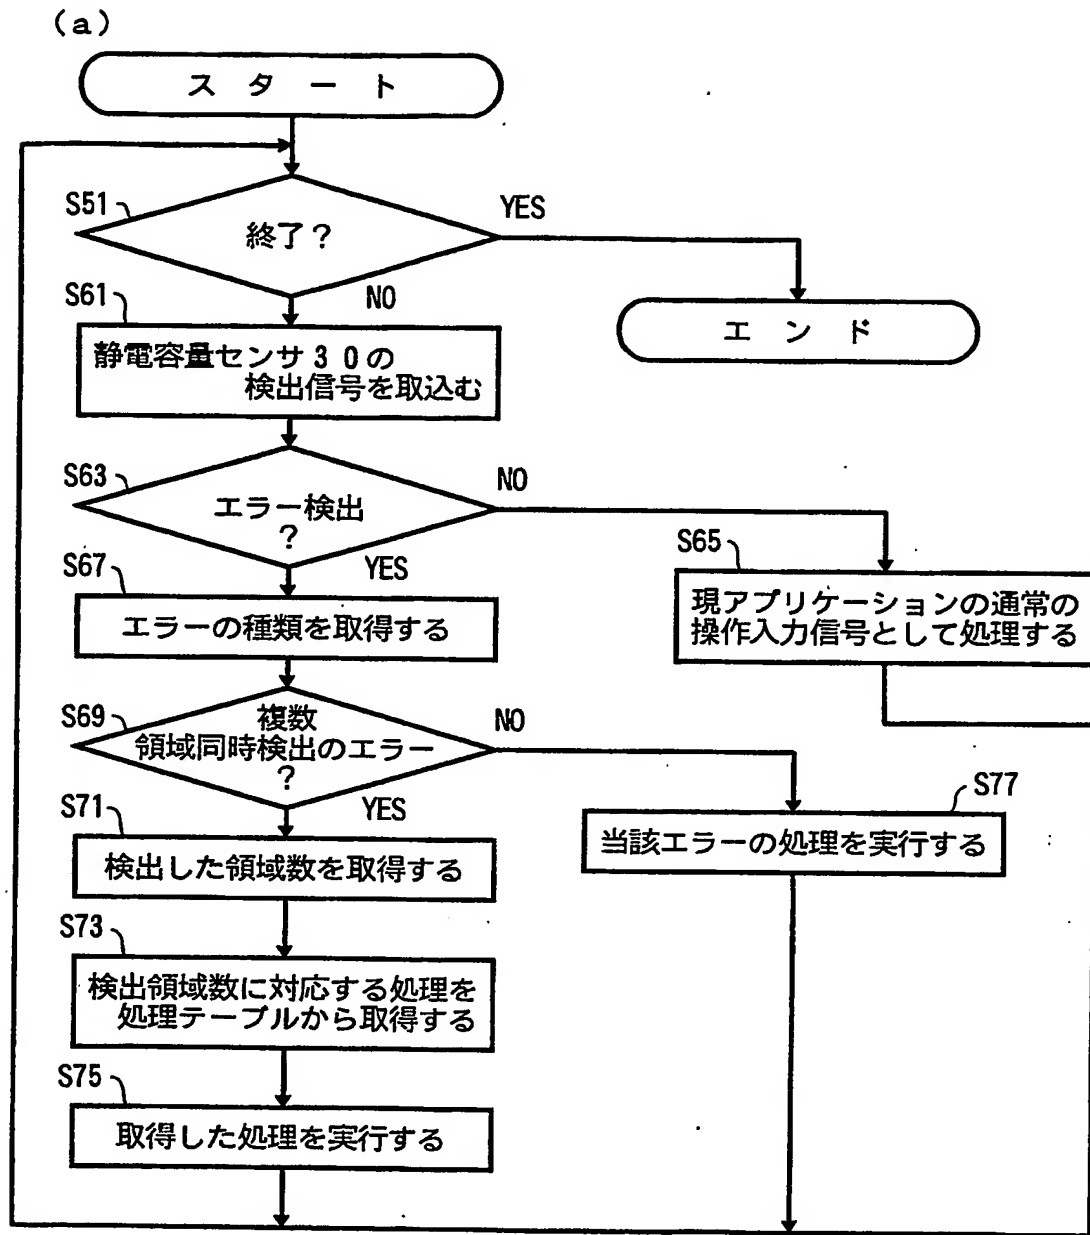 (a)
スタート
S51
終了?
YES
NO
エンド
S61
静電容量センサ30の
検出信号を取込む
S63
エラー検出
?
NO
YES
S65
現アプリケーションの通常の
操作入力信号として処理する
S67
エラーの種類を取得する
S69
複数
領域同時検出のエラー
?
NO
YES
S77
当該エラーの処理を実行する
S71
検出した領域数を取得する
S73
検出領域数に対応する処理を
処理テーブルから取得する
S75
取得した処理を実行する